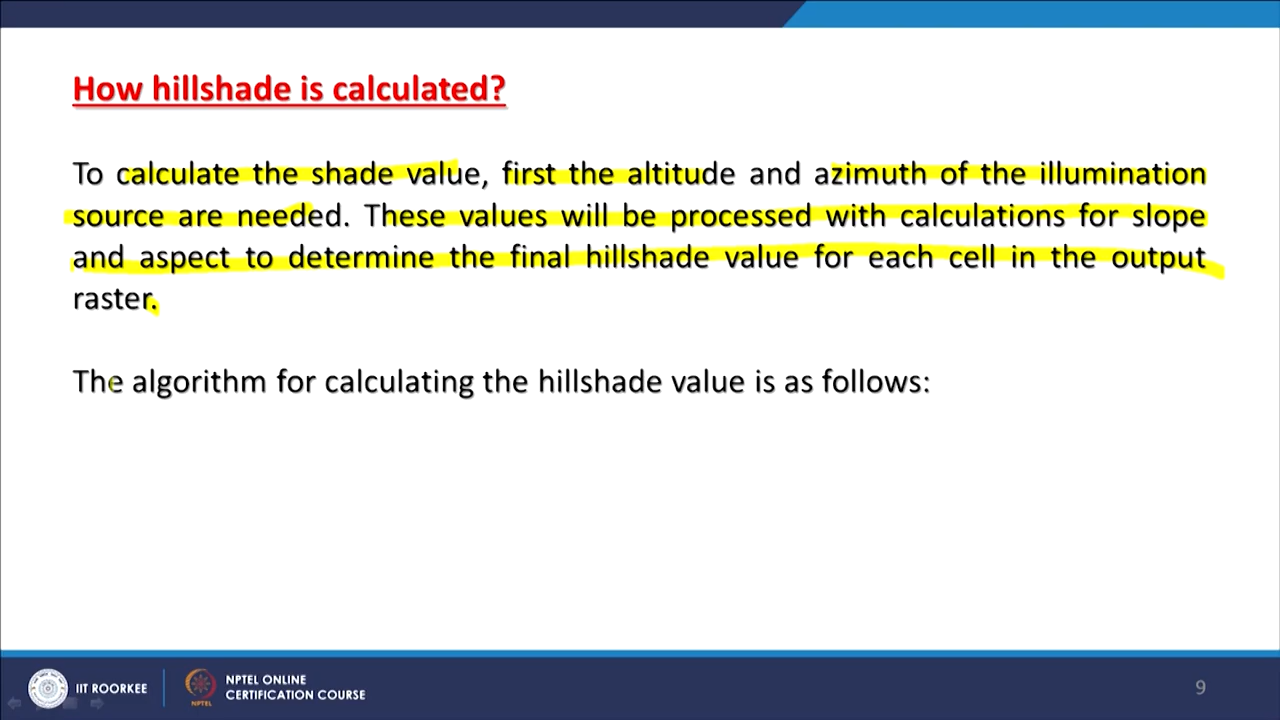 How hillshade is calculated?
To calculate the shade value, first the altitude and azimuth of the illumination
source are needed. These values will be processed with calculations for slope
and aspect to determine the final hillshade value for each cell in the output
raster.
The algorithm for calculating the hillshade value is as follows:
IIT ROORKEE
NPTEL
NPTEL ONLINE
CERTIFICATION COURSE
9